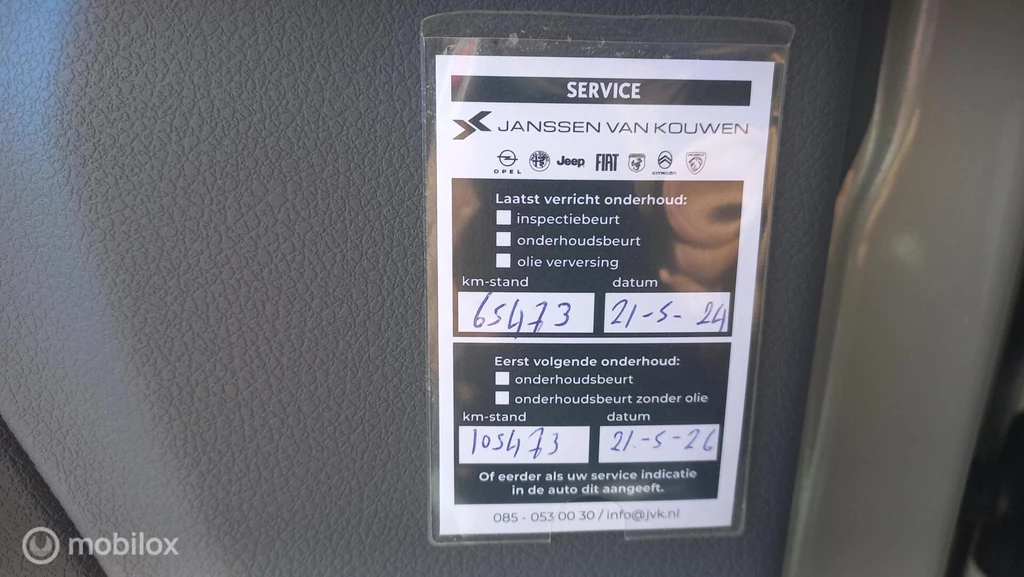 SERVICE
JANSSEN VAN KOUWEN
OPEL Jeep FIAT CITROËN
Laatst verricht onderhoud:
inspectiebeurt
onderhoudsbeurt
olie verversing
km-stand datum
65473 21-5-24
Eerst volgende onderhoud:
onderhoudsbeurt
onderhoudsbeurt zonder olie
km-stand datum
105473 21-5-26
Of eerder als uw service indicatie
in de auto dit aangeeft.
085 - 053 00 30 / info@jvk.nl
mobilox